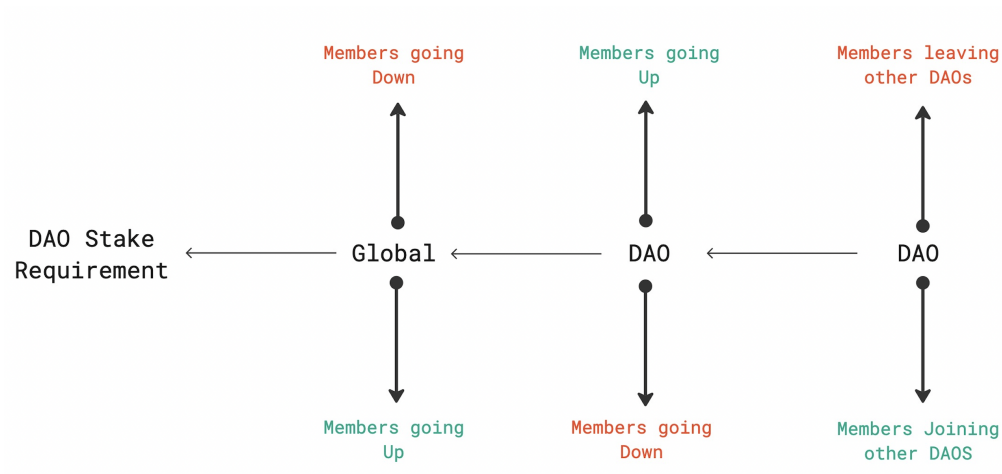 Members going
Down
Members going
Up
Members leaving
other DAOs
DAO Stake
Requirement
Global
DAO
DAO
Members going
Up
Members going
Down
Members Joining
other DAOS